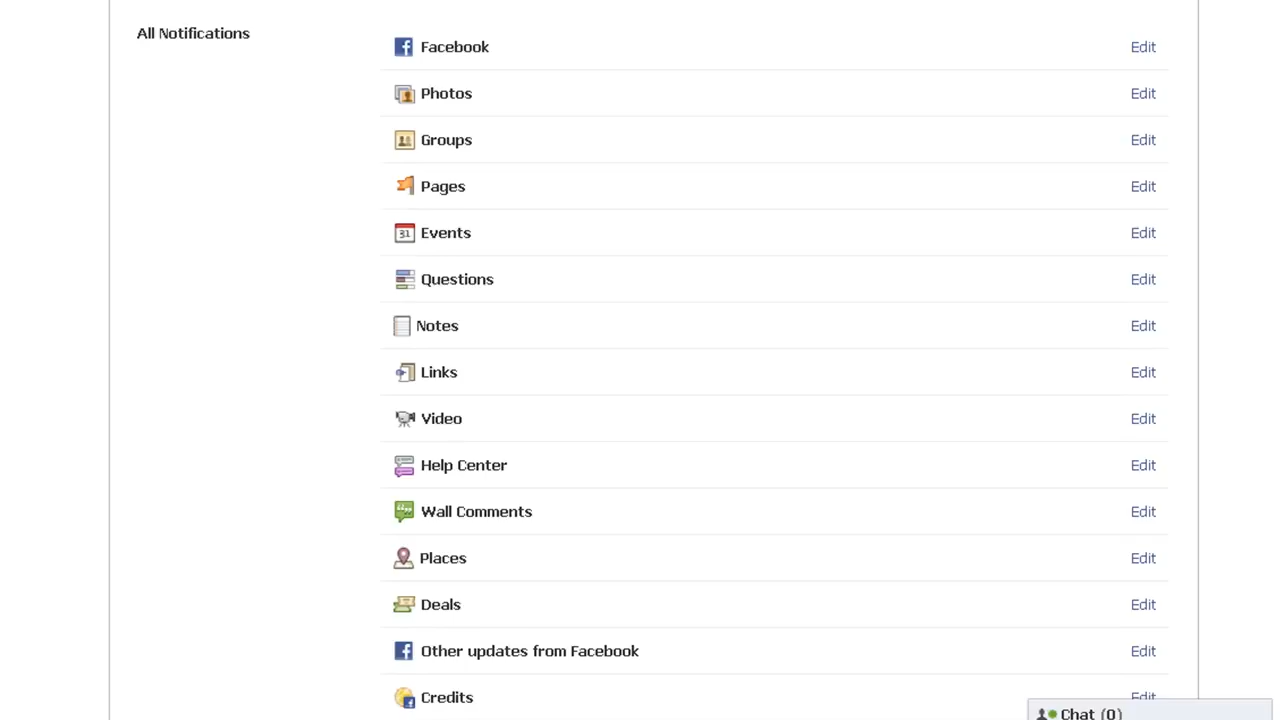 All Notifications
Facebook Edit
Photos Edit
Groups Edit
Pages Edit
31 Events Edit
Questions Edit
Notes Edit
Links Edit
Video Edit
Help Center Edit
Wall Comments Edit
Places Edit
Deals Edit
Other updates from Facebook Edit
Credits Edit
Chat (0)